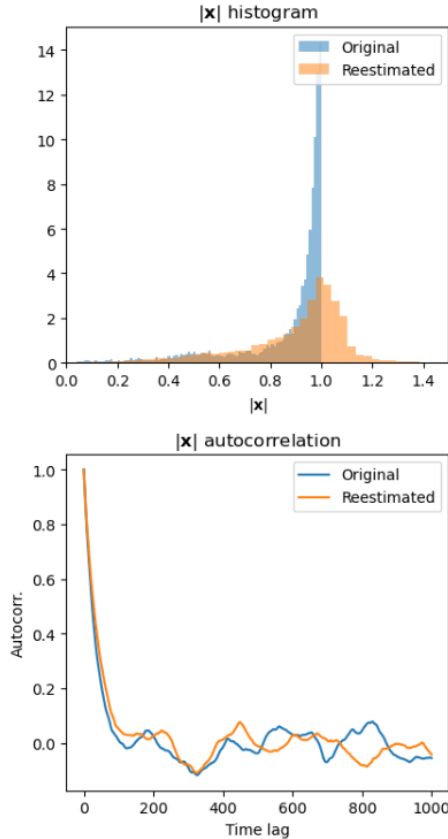 |x| histogram
14
12
10
8
6
4
2
0
Original
Reestimated
0.0 0.2 0.4 0.6 0.8 1.0 1.2 1.4
|x|
|x| autocorrelation
1.0
0.8
0.6
0.4
0.2
0.0
Autocorr.
Original
Reestimated
0 200 400 600 800 1000
Time lag